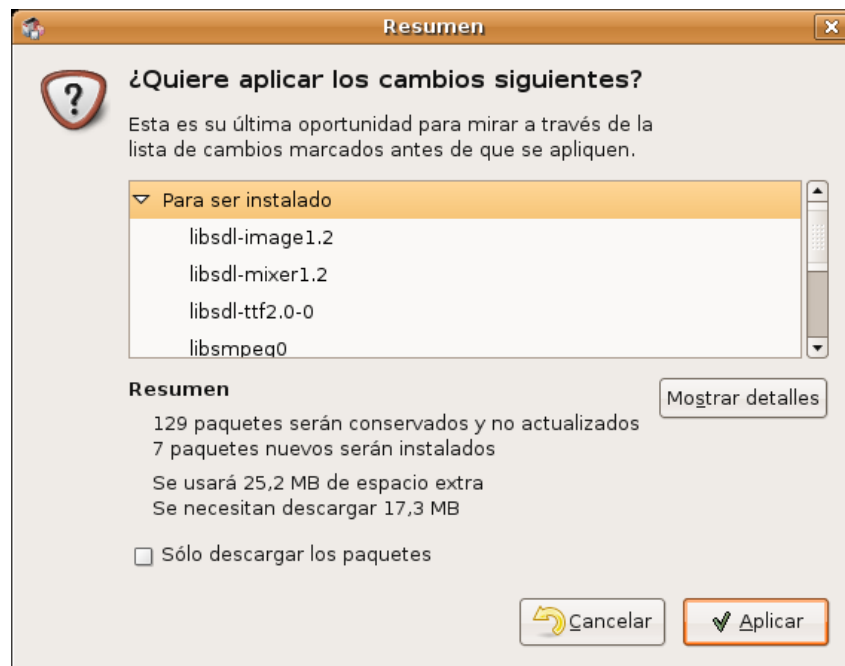 Resumen
¿Quiere aplicar los cambios siguientes?
Esta es su última oportunidad para mirar a través de la
lista de cambios marcados antes de que se apliquen.
Para ser instalado
libsdl-image1.2
libsdl-mixer1.2
libsdl-ttf2.0-0
libsmpeg0
Resumen
Mostrar detalles
129 paquetes serán conservados y no actualizados
7 paquetes nuevos serán instalados
Se usará 25,2 MB de espacio extra
Se necesitan descargar 17,3 MB
Sólo descargar los paquetes
Cancelar
Aplicar